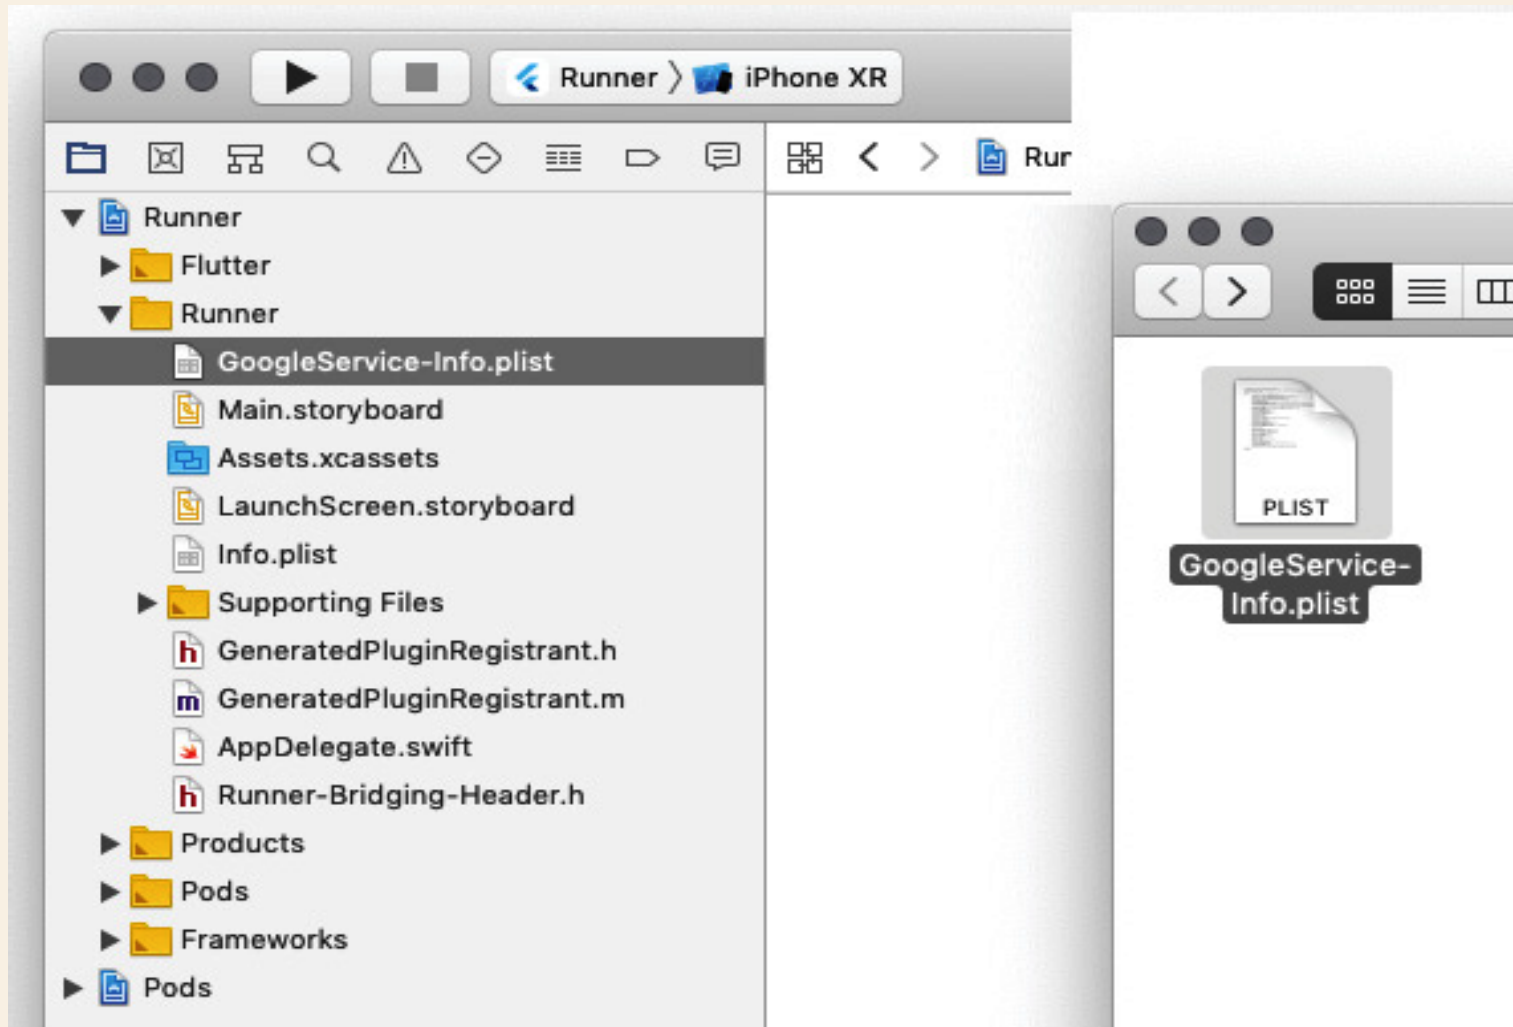 Runner
iPhone XR
Runner
Flutter
Runner
GoogleService-Info.plist
Main.storyboard
Assets.xcassets
LaunchScreen.storyboard
Info.plist
Supporting Files
GeneratedPluginRegistrant.h
GeneratedPluginRegistrant.m
AppDelegate.swift
Runner-Bridging-Header.h
Products
Pods
Frameworks
Pods
Run
PLIST
GoogleService-
Info.plist